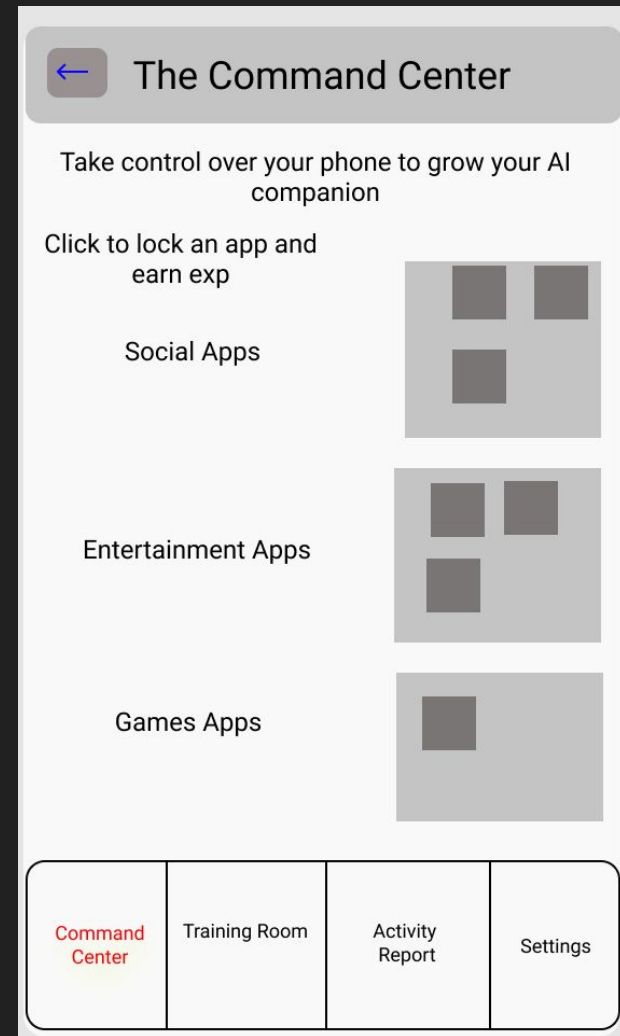 The Command Center
Take control over your phone to grow your AI
companion
Click to lock an app and
earn exp
Social Apps
Entertainment Apps
Games Apps
Command
Center
Training Room
Activity
Report
Settings